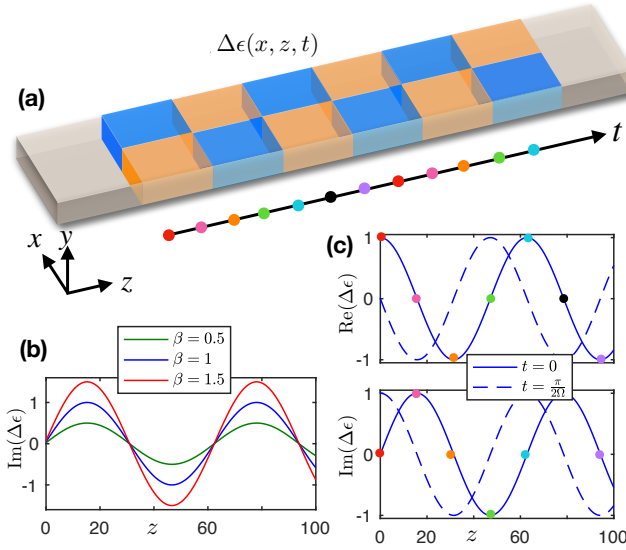 Δϵ(x, z, t)
(a)
t
x
y
z
(b)
β = 0.5
β = 1
β = 1.5
Im(Δϵ)
1
0
-1
0
40
60
100
z
(c)
Re(Δϵ)
1
0
-1
t = 0
t = π/2Ω
Im(Δϵ)
1
0
-1
0
20
60
100
z